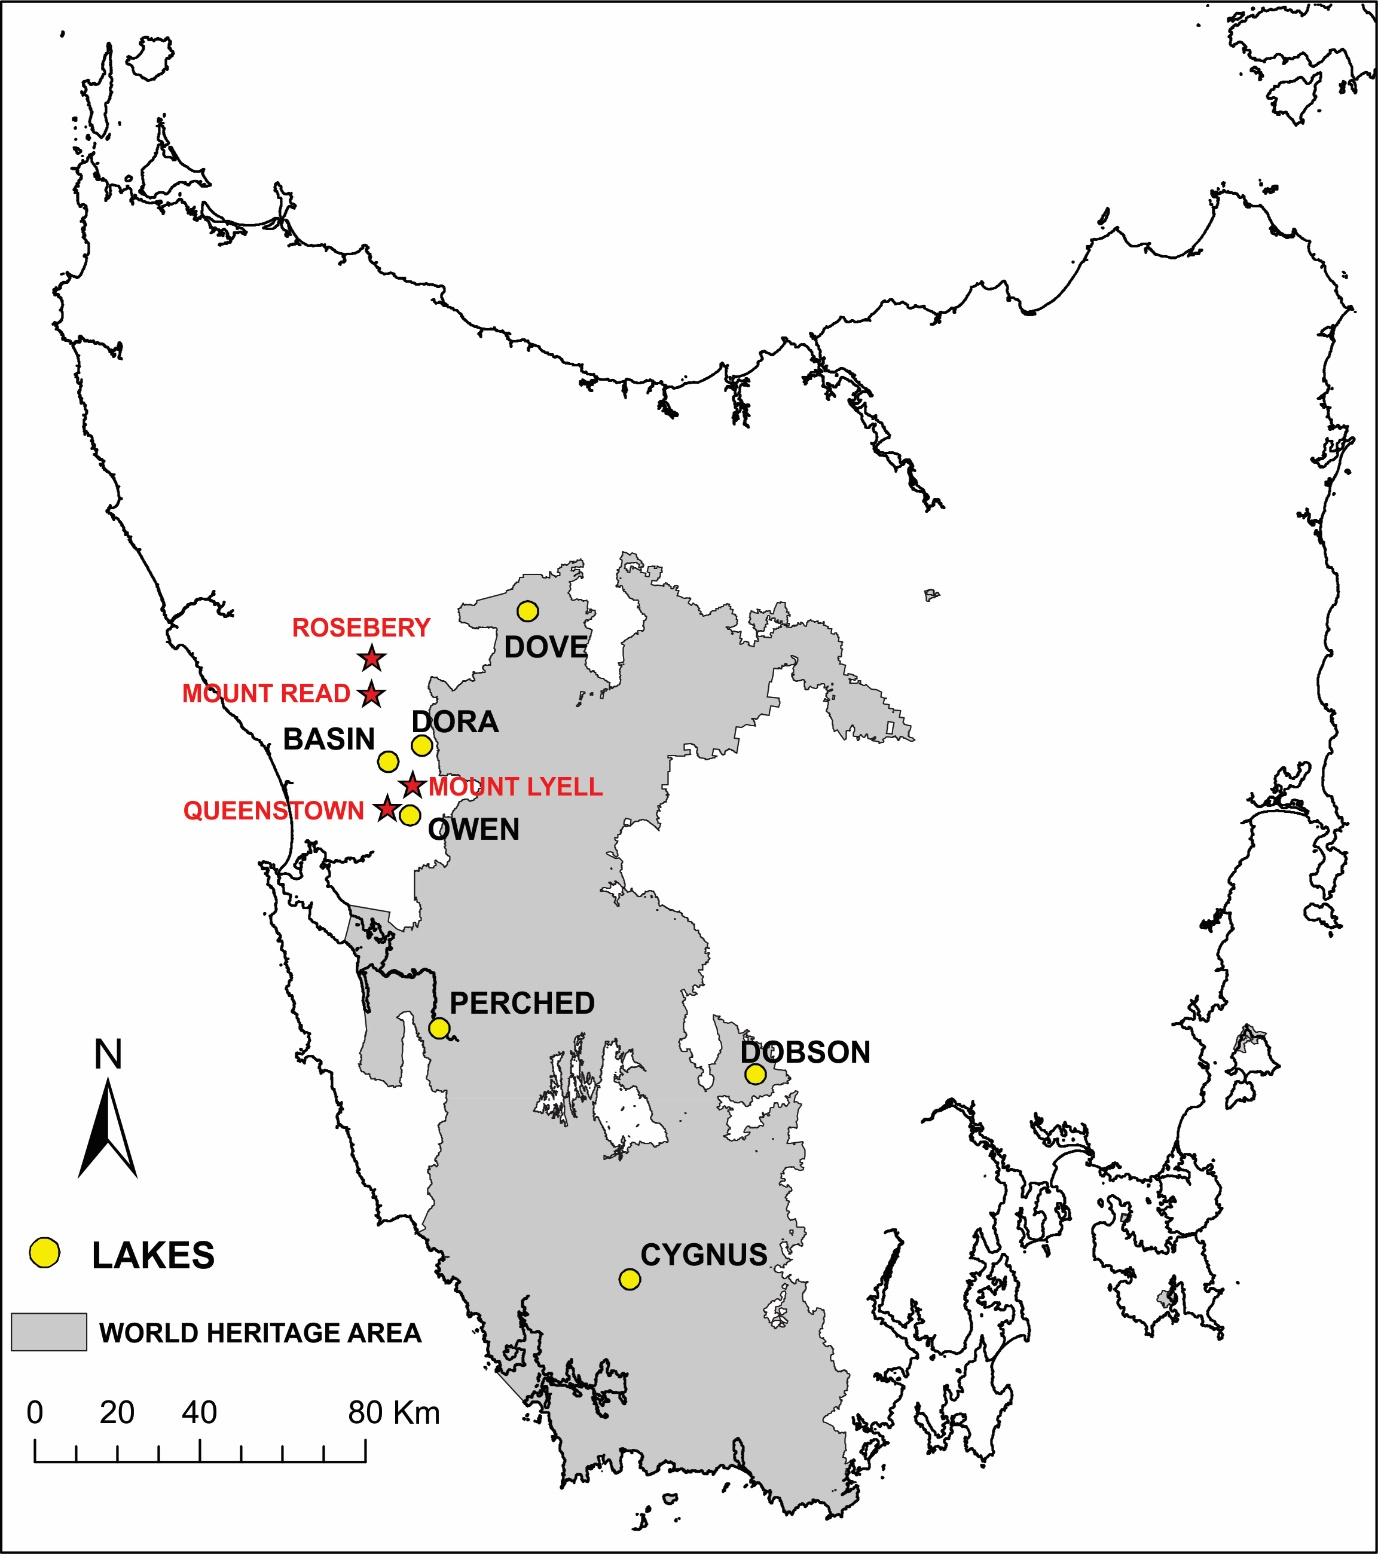 ROSEBERY
DOVE
MOUNT READ
DORA
BASIN
MOUNT LYELL
QUEENSTOWN
OWEN
PERCHED
DOBSON
N
CYGNUS
LAKES
WORLD HERITAGE AREA
0 20 40 80 Km